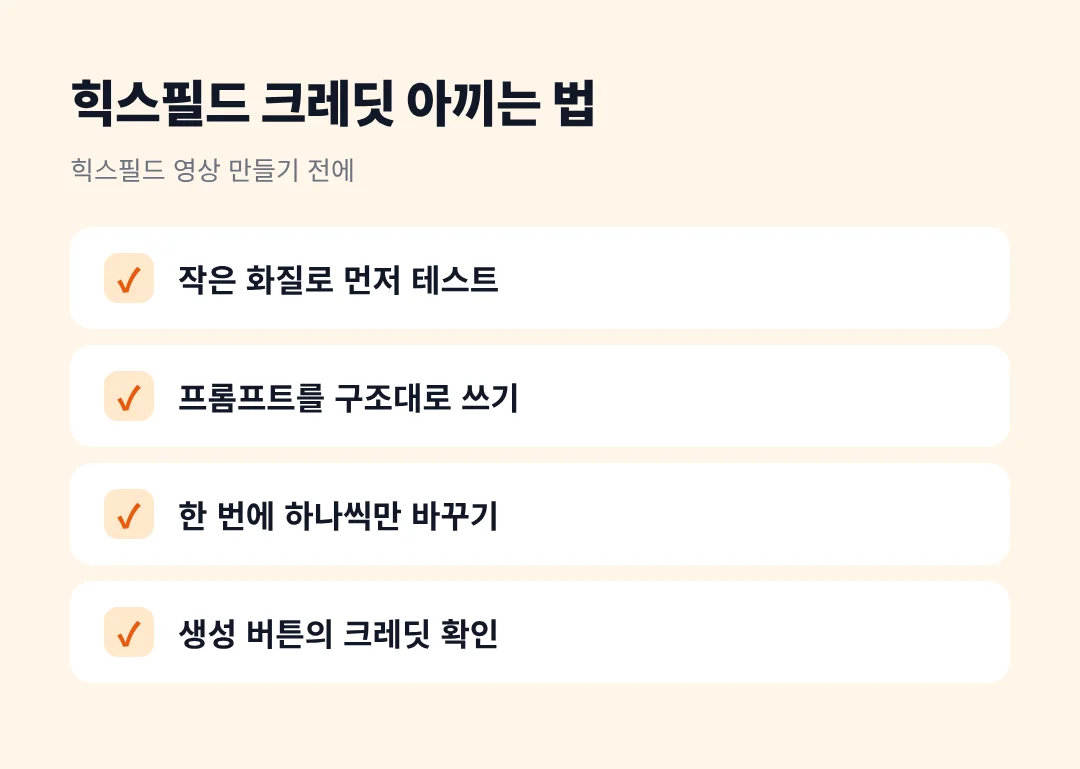 힉스필드 크레딧 아끼는 법
힉스필드 영상 만들기 전에
✓ 작은 화질로 먼저 테스트
✓ 프롬프트를 구조대로 쓰기
✓ 한 번에 하나씩만 바꾸기
✓ 생성 버튼의 크레딧 확인